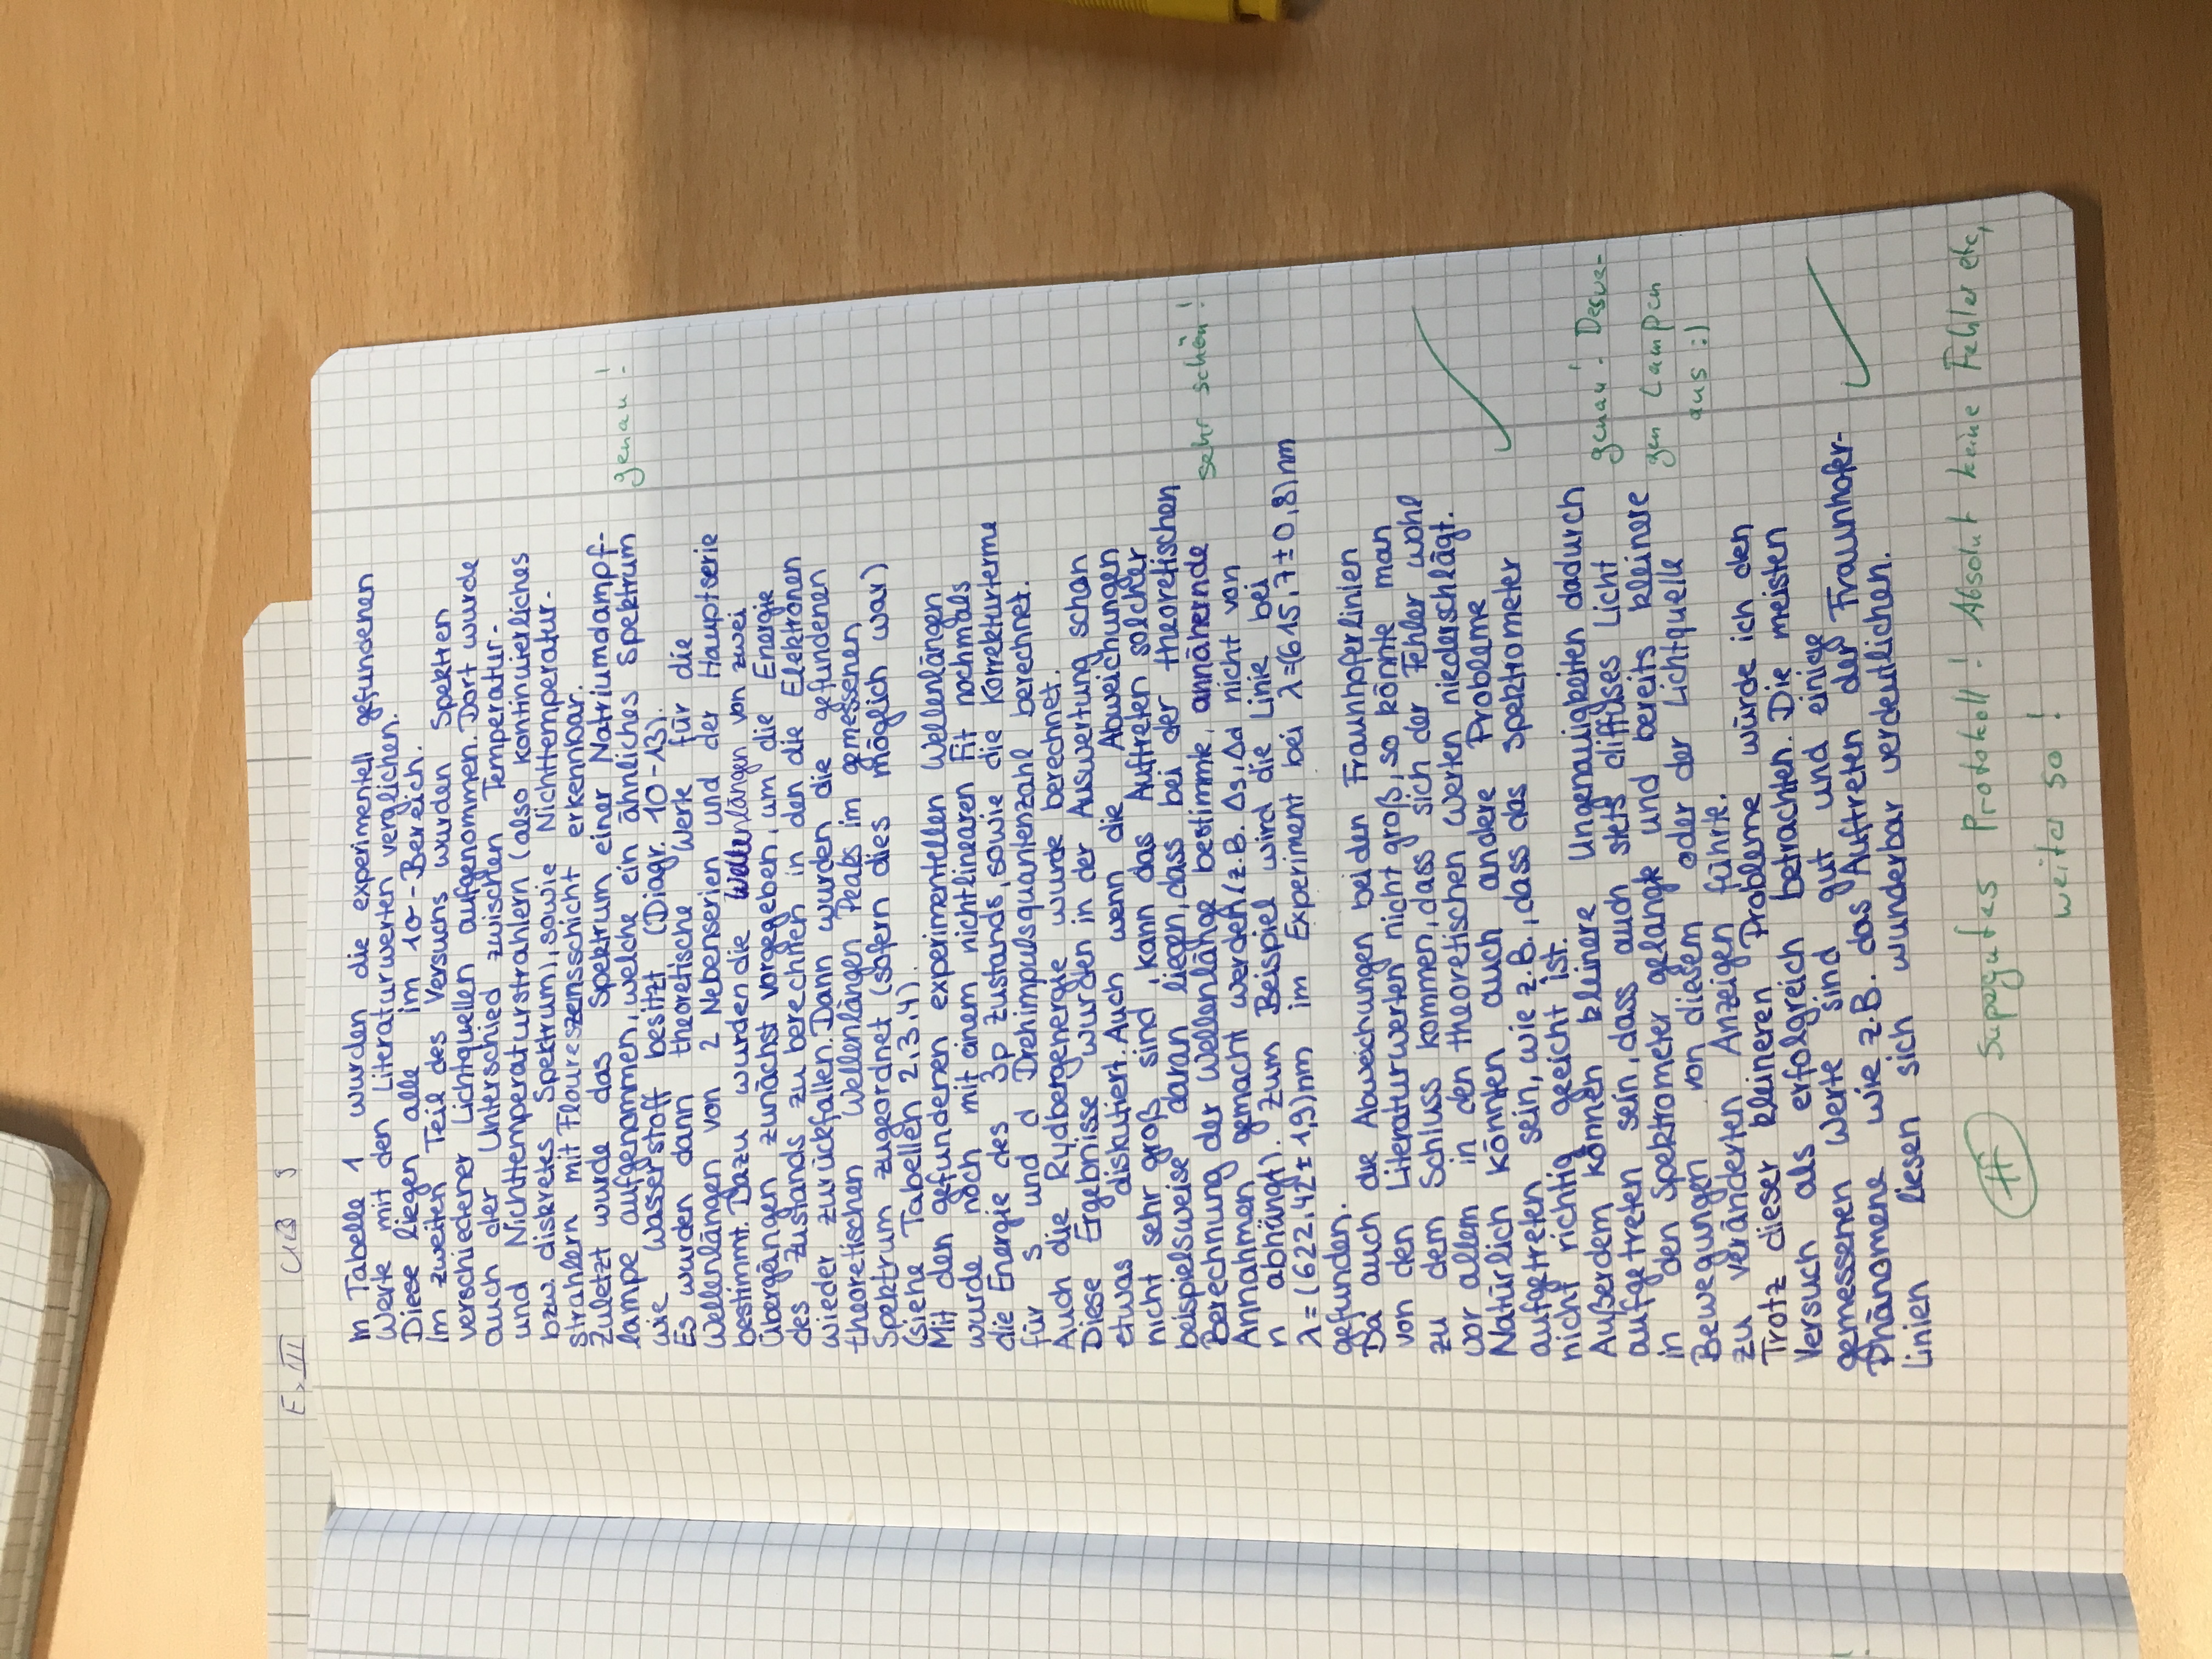 Ex III
In Tabelle 1 wurden die experimentell gefundenen
Werte mit den Literaturwerten verglichen.
Diese liegen alle im 1σ-Bereich.
Im zweiten Teil des Versuchs wurden Spektren
verschiedener Lichtquellen aufgenommen. Dort wurde
auch der Unterschied zwischen Temperatur-
und Nichttemperaturstrahlern (also kontinuierliches
bzw. diskretes Spektrum), sowie Nichttemperatur-
strahlern mit Floureszensschicht erkennbar.
Zuletzt wurde das Spektrum einer Natriumdampf-
lampe aufgenommen, welche ein ähnliches Spektrum genau!
wie Wasserstoff besitzt (Diagr. 10-13).
Es wurden dann theoretische Werte für die
Wellenlängen von 2 Nebenserien und der Hauptserie
bestimmt. Dazu wurden die Wellenlängen von zwei
Übergängen zunächst vorgegeben, um die Energie
des Zustands zu berechnen in den die Elektronen
wieder zurückfallen. Dann wurden die gefundenen
theoretischen Wellenlängen Peaks im gemessenen
Spektrum zugeordnet (sofern dies möglich war)
(siehe Tabellen 2,3,4).
Mit den gefundenen experimentellen Wellenlängen
wurde noch mit einem nichtlinearen Fit nochmals
die Energie des 3p Zustands, sowie die Korrekturterme
für s und d Drehimpulsquantenzahl berechnet.
Auch die Rydbergenergie wurde berechnet.
Diese Ergebnisse wurden in der Auswertung schon
etwas diskutiert. Auch wenn die Abweichungen
nicht sehr groß sind, kann das Auftreten solcher
beispielsweise daran liegen, dass bei der theoretischen
Berechnung der Wellenlänge bestimmte, annähernde sehr schön!
Annahmen gemacht werden (z.B. Δs, Δd nicht von
n abhängt). Zum Beispiel wird die Linie bei
λ=(622,42±1,9)nm im Experiment bei λ=(615,7±0,8)nm
gefunden.
Da auch die Abweichungen bei den Fraunhoferlinien
von den Literaturwerten nicht groß, so könnte man
zu dem Schluss kommen, dass sich der Fehler wohl
vor allem in den theoretischen Werten niederschlägt.
Natürlich könnten auch andere Probleme
aufgetreten sein, wie z.B., dass das Spektrometer
nicht richtig geeicht ist.
Außerdem können kleinere Ungenauigkeiten dadurch
aufgetreten sein, dass auch stets diffuses Licht genau! Deswe-
in den Spektrometer gelangte und bereits kleinere gen Lampen
Bewegungen von diesem oder der Lichtquelle aus :)
zu veränderten Anzeigen führte.
Trotz dieser kleineren Probleme würde ich den
Versuch als erfolgreich betrachten. Die meisten
gemessenen Werte sind gut und einige
Phänomene wie z.B. das Auftreten der Fraunhofer-
linien liesen sich wunderbar verdeutlichen.
Supergutes Protokoll! Absolut keine Fehler etc,
weiter so!